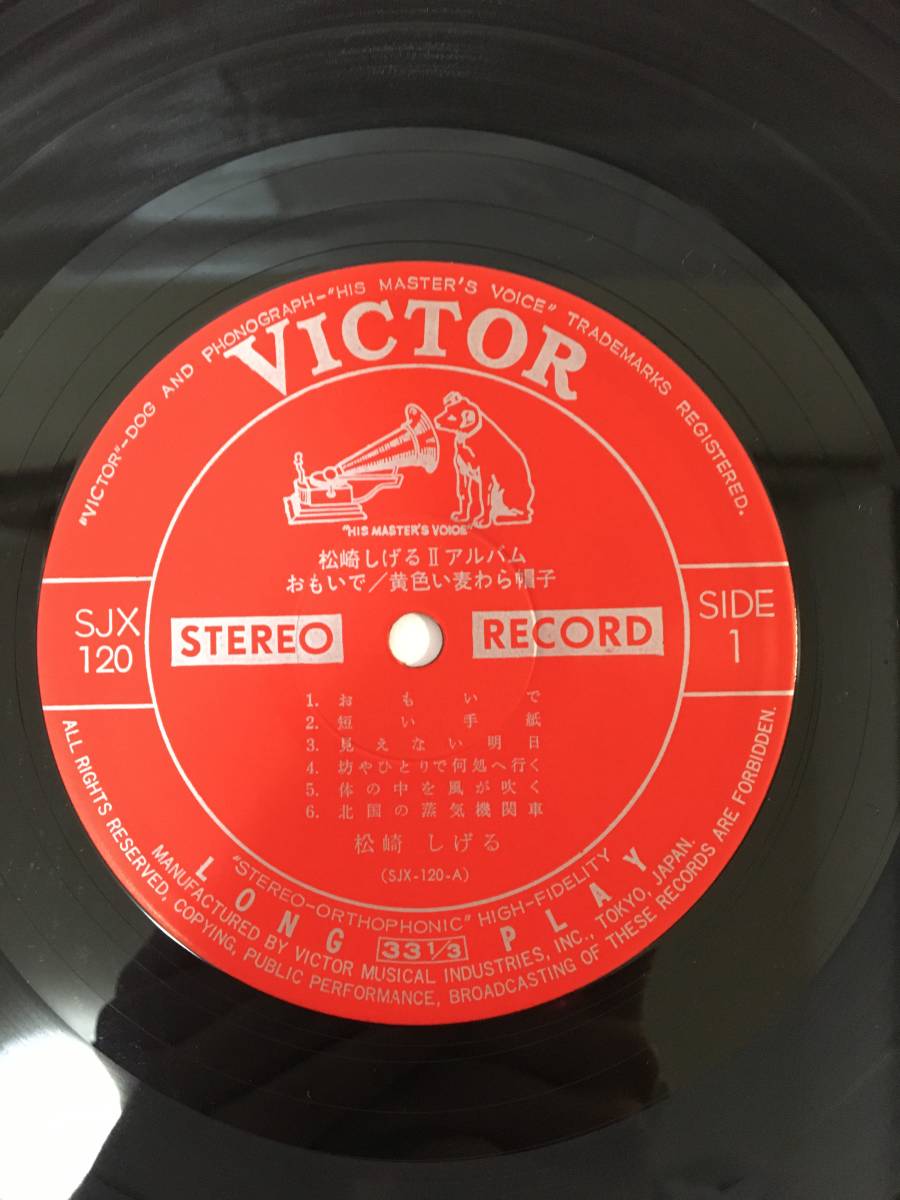 "VICTOR"–DOG AND PHONOGRAPH–"HIS MASTER'S VOICE" TRADEMARKS REGISTERED.
VICTOR
"HIS MASTER'S VOICE"
松崎しげるⅡアルバム
おもいで/黄色い麦わら帽子
SJX
120
STEREO
RECORD
SIDE
1
1. おもいで
2. 短い手紙
3. 見えない明日
4. 坊やひとりで何処へ行く
5. 体の中を風が吹く
6. 北国の蒸気機関車
松崎 しげる
(SJX-120-A)
"STEREO-ORTHOPHONIC" HIGH-FIDELITY
LONG 33 1/3 PLAY
MANUFACTURED BY VICTOR MUSICAL INDUSTRIES, INC., TOKYO, JAPAN.
ALL RIGHTS RESERVED, COPYING, PUBLIC PERFORMANCE, BROADCASTING OF THESE RECORDS ARE FORBIDDEN.